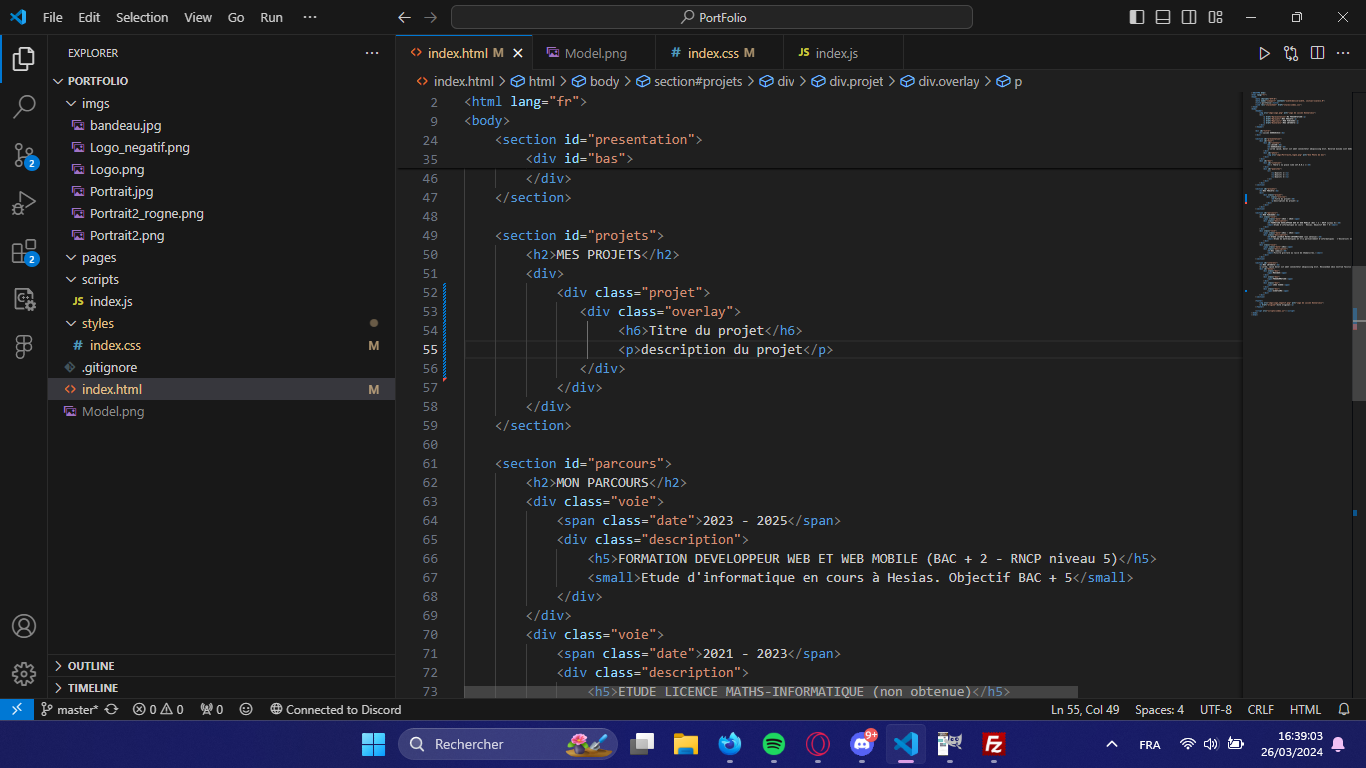 File Edit Selection View Go Run ···
PortFolio
EXPLORER
PORTFOLIO
imgs
bandeau.jpg
Logo_negatif.png
Logo.png
Portrait.jpg
Portrait2_rogne.png
Portrait2.png
pages
scripts
JS index.js
styles
# index.css M
.gitignore
<> index.html M
Model.png
OUTLINE
TIMELINE
2
2
<> index.html M
Model.png
# index.css M
JS index.js
<> index.html > html > body > section#projets > div > div.projet > div.overlay > p
2 <html lang="fr">
9 <body>
24 <section id="presentation">
35 <div id="bas">
46 </div>
47 </section>
48
49 <section id="projets">
50 <h2>MES PROJETS</h2>
51 <div>
52 <div class="projet">
53 <div class="overlay">
54 <h6>Titre du projet</h6>
55 <p>description du projet</p>
56 </div>
57 </div>
58 </div>
59 </section>
60
61 <section id="parcours">
62 <h2>MON PARCOURS</h2>
63 <div class="voie">
64 <span class="date">2023 - 2025</span>
65 <div class="description">
66 <h5>FORMATION DEVELOPPEUR WEB ET WEB MOBILE (BAC + 2 - RNCP niveau 5)</h5>
67 <small>Etude d'informatique en cours à Hesias. Objectif BAC + 5</small>
68 </div>
69 </div>
70 <div class="voie">
71 <span class="date">2021 - 2023</span>
72 <div class="description">
73 <h5>ETUDE LICENCE MATHS-INFORMATIQUE (non obtenue)</h5>
master* 0 0 0 Connected to Discord
Ln 55, Col 49 Spaces: 4 UTF-8 CRLF HTML
Rechercher
9+
Fz
FRA
16:39:03
26/03/2024